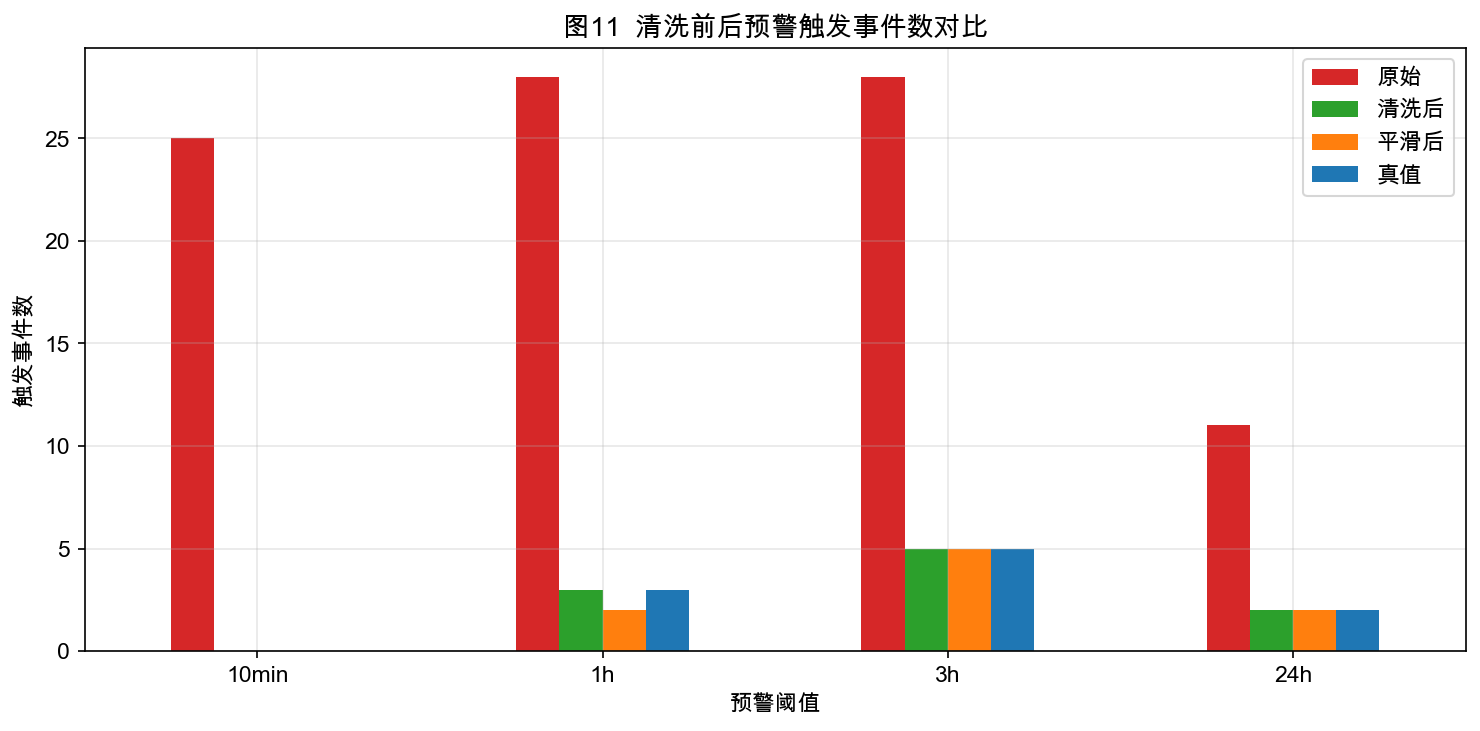 图11 清洗前后预警触发事件数对比
原始
清洗后
平滑后
真值
触发事件数
25
20
15
10
5
0
10min
1h
3h
24h
预警阈值